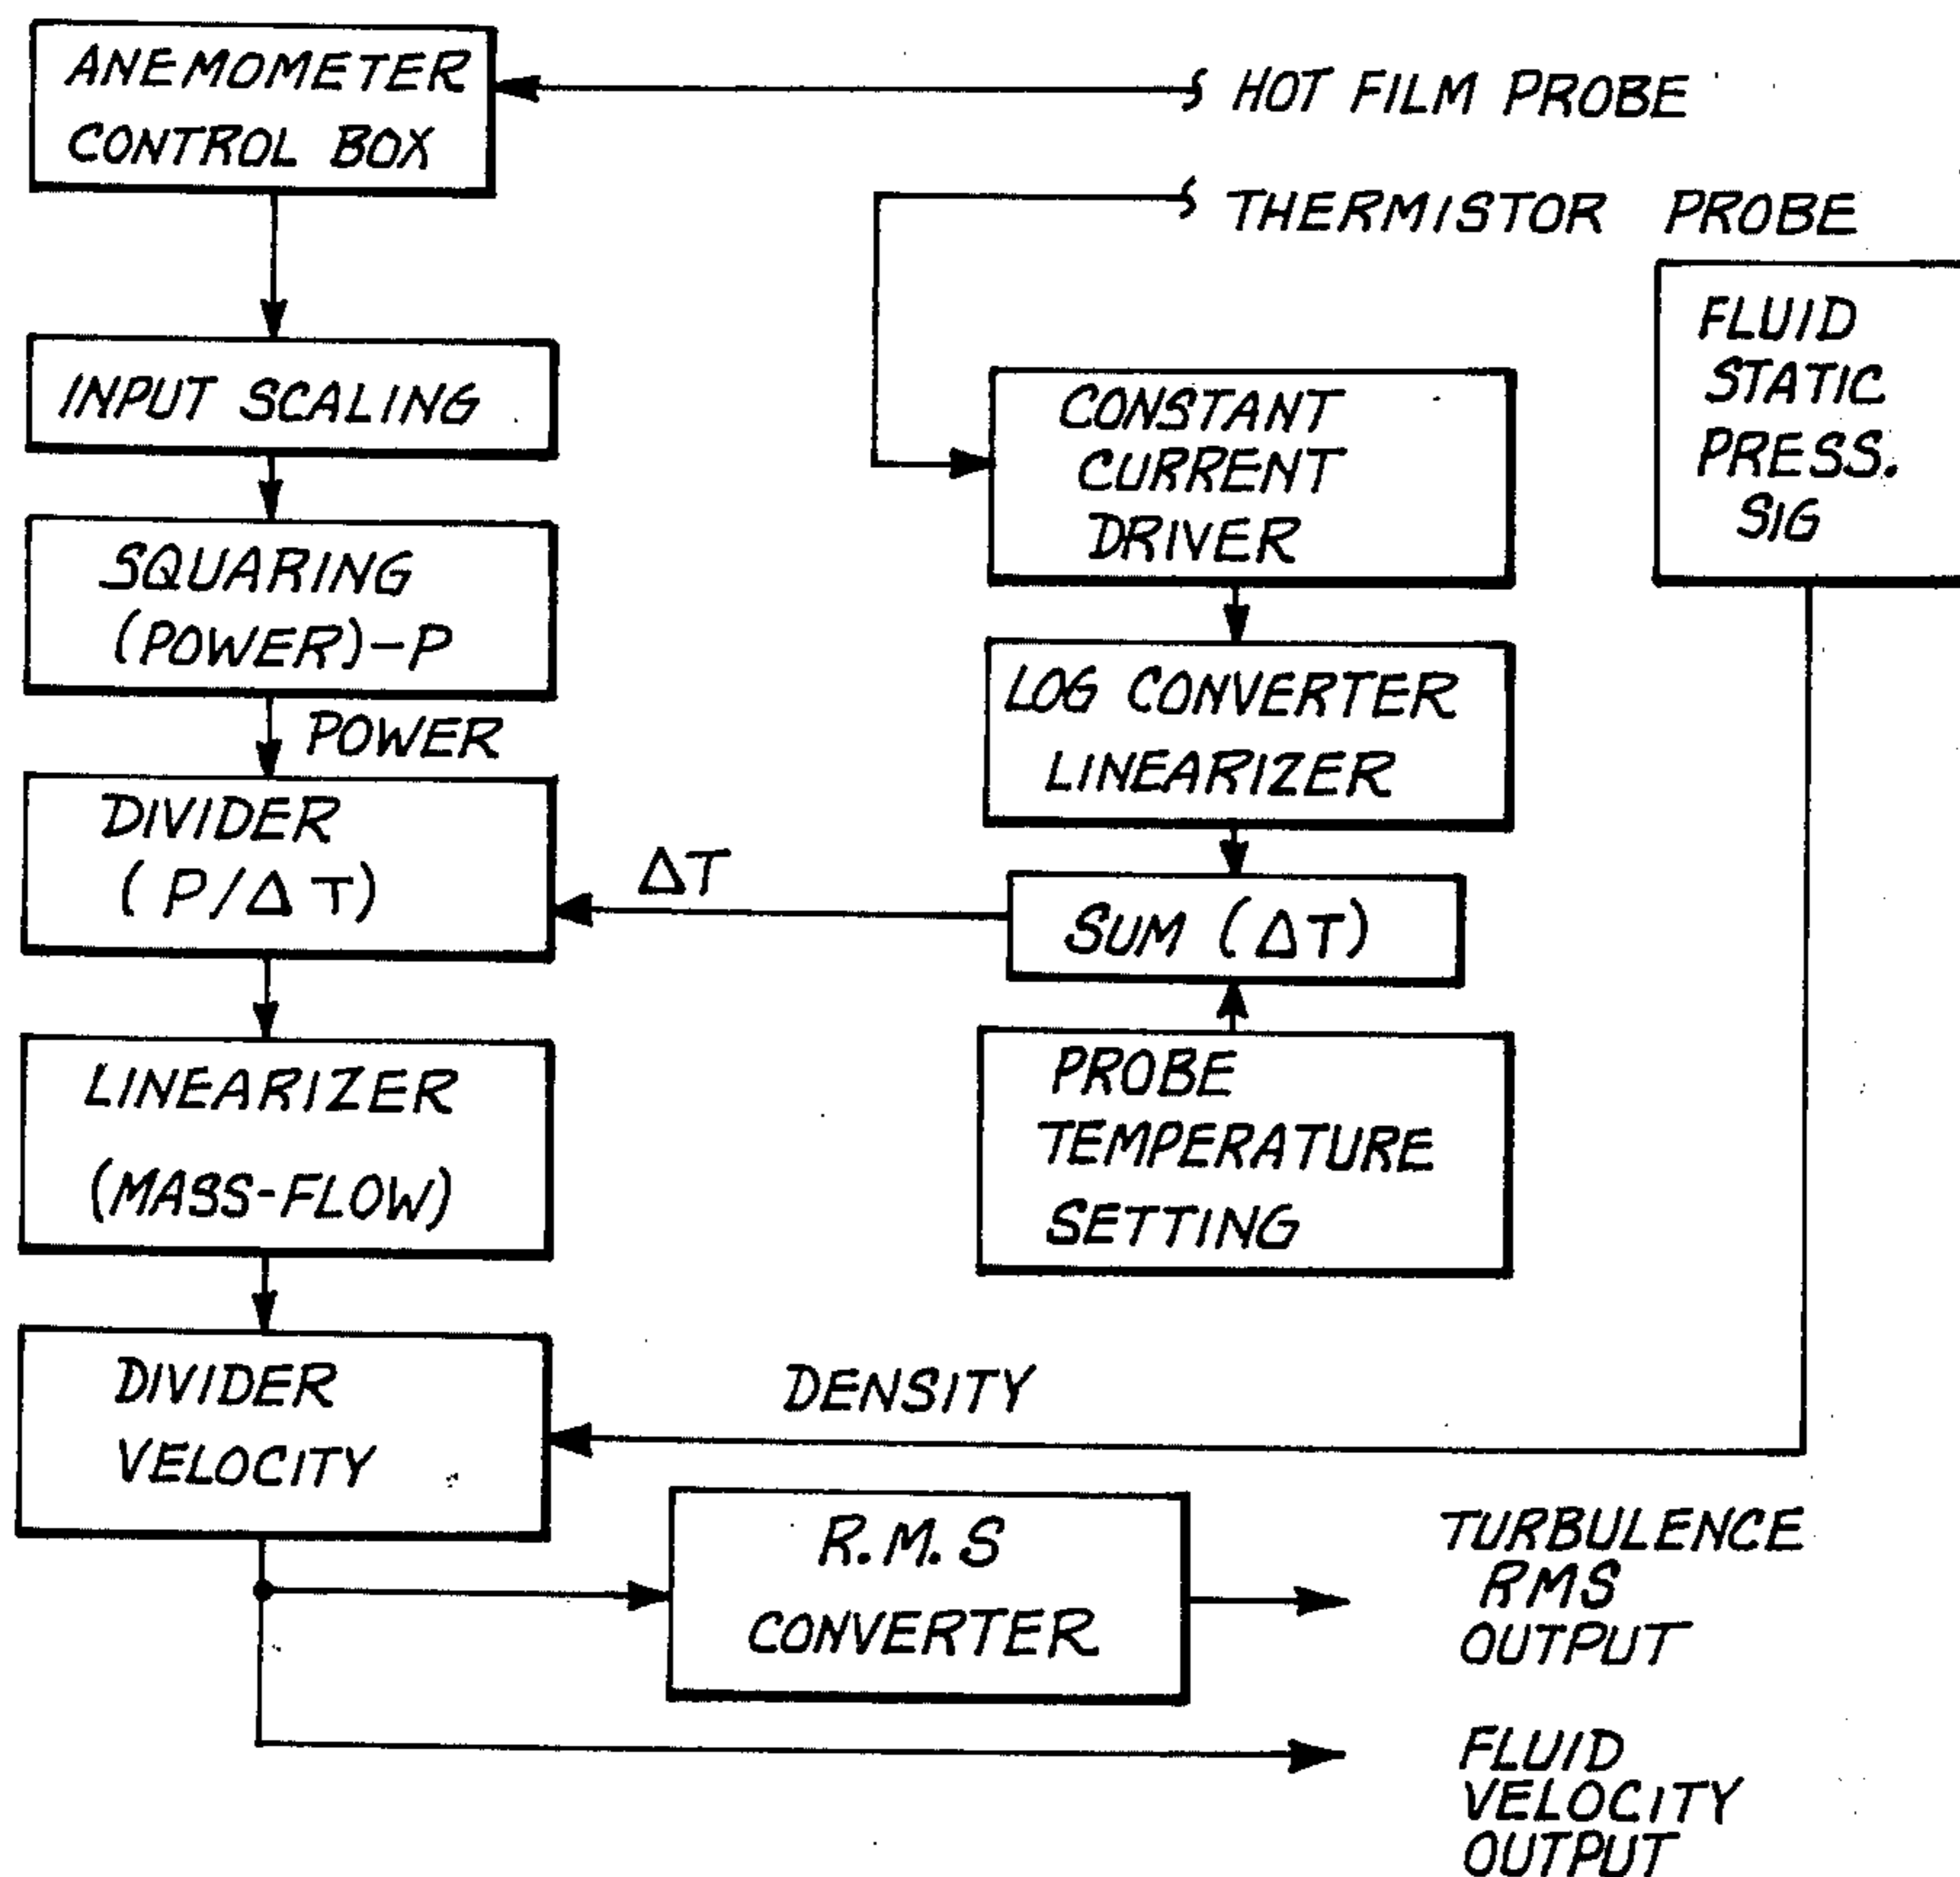 ANEMOMETER
CONTROL BOX
HOT FILM PROBE
THERMISTOR PROBE
FLUID
STATIC
PRESS.
SIG
INPUT SCALING
CONSTANT
CURRENT
DRIVER
SQUARING
(POWER)-P
LOG CONVERTER
LINEARIZER
POWER
DIVIDER
(P/ΔT)
ΔT
SUM (ΔT)
LINEARIZER
(MASS-FLOW)
PROBE
TEMPERATURE
SETTING
DIVIDER
VELOCITY
DENSITY
R.M.S
CONVERTER
TURBULENCE
RMS
OUTPUT
FLUID
VELOCITY
OUTPUT